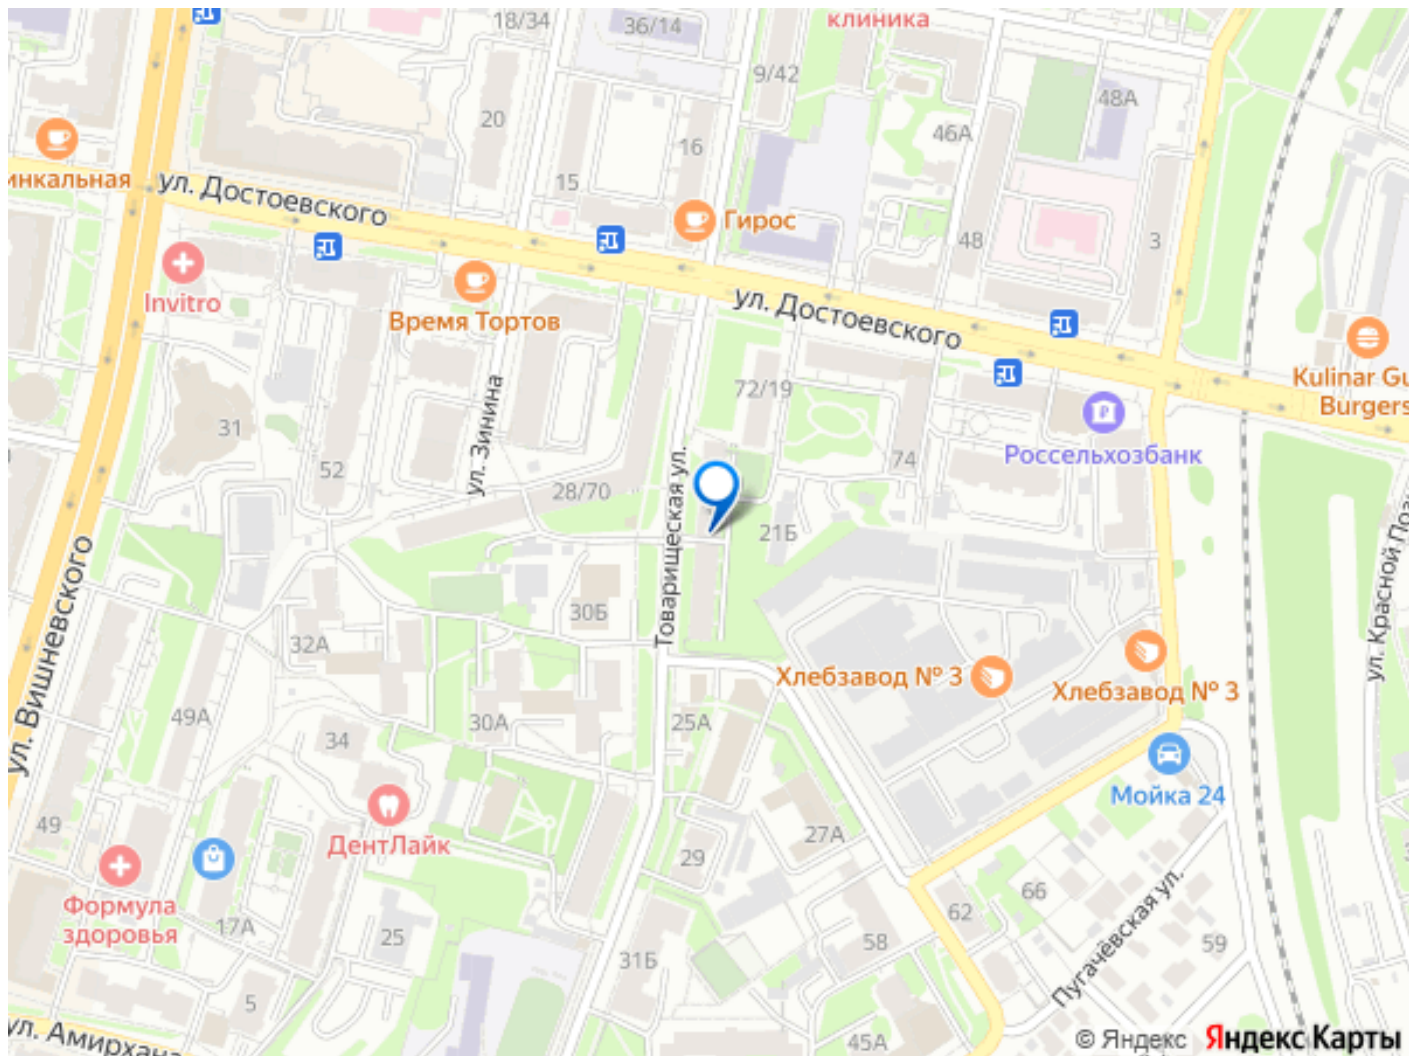 18/34
36/14
клиника
9/42
48А
20
16
46А
инкальная
15
ул. Достоевского
Гирос
48
3
Invitro
Время Тортов
ул. Достоевского
Kulinar Gu
Burgers
72/19
31
ул. Зинина
52
28/70
Товарищеская ул.
74
Россельхозбанк
21Б
ул. Вишневского
ул. Красной Поз
30Б
32А
Хлебзавод № 3
Хлебзавод № 3
49А
30А
25А
34
Мойка 24
49
ДентЛайк
27А
29
Формула
здоровья
17А
25
66
62
58
59
Пугачёвская ул.
31Б
5
ул. Амирхана
45А
© Яндекс
Яндекс Карты